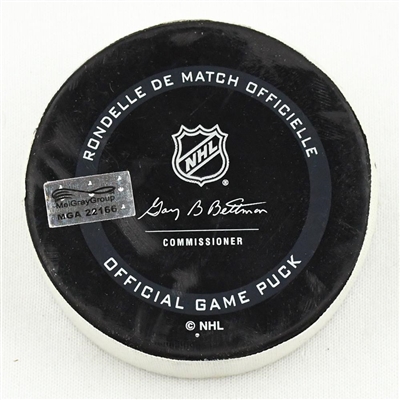 RONDELLE DE MATCH OFFICIELLE
NHL
®
MeiGrayGroup
MGA 22166
Gary B Bettman
COMMISSIONER
OFFICIAL GAME PUCK
© NHL